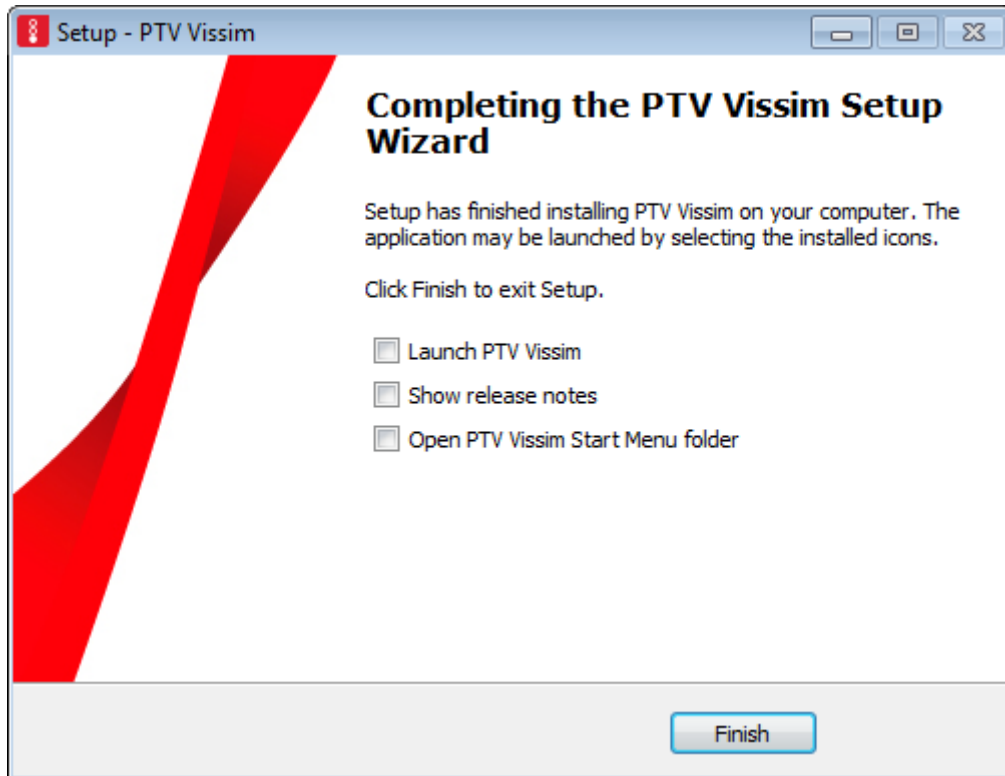 Setup - PTV Vissim
Completing the PTV Vissim Setup
Wizard
Setup has finished installing PTV Vissim on your computer. The
application may be launched by selecting the installed icons.
Click Finish to exit Setup.
Launch PTV Vissim
Show release notes
Open PTV Vissim Start Menu folder
Finish